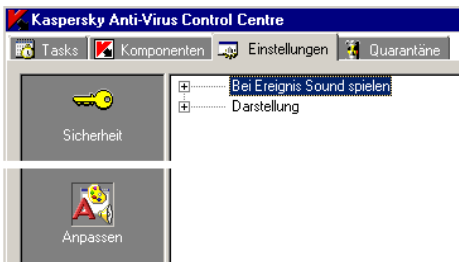 Kaspersky Anti-Virus Control Centre
Tasks Komponenten Einstellungen Quarantäne
Bei Ereignis Sound spielen
Darstellung
Sicherheit
Anpassen